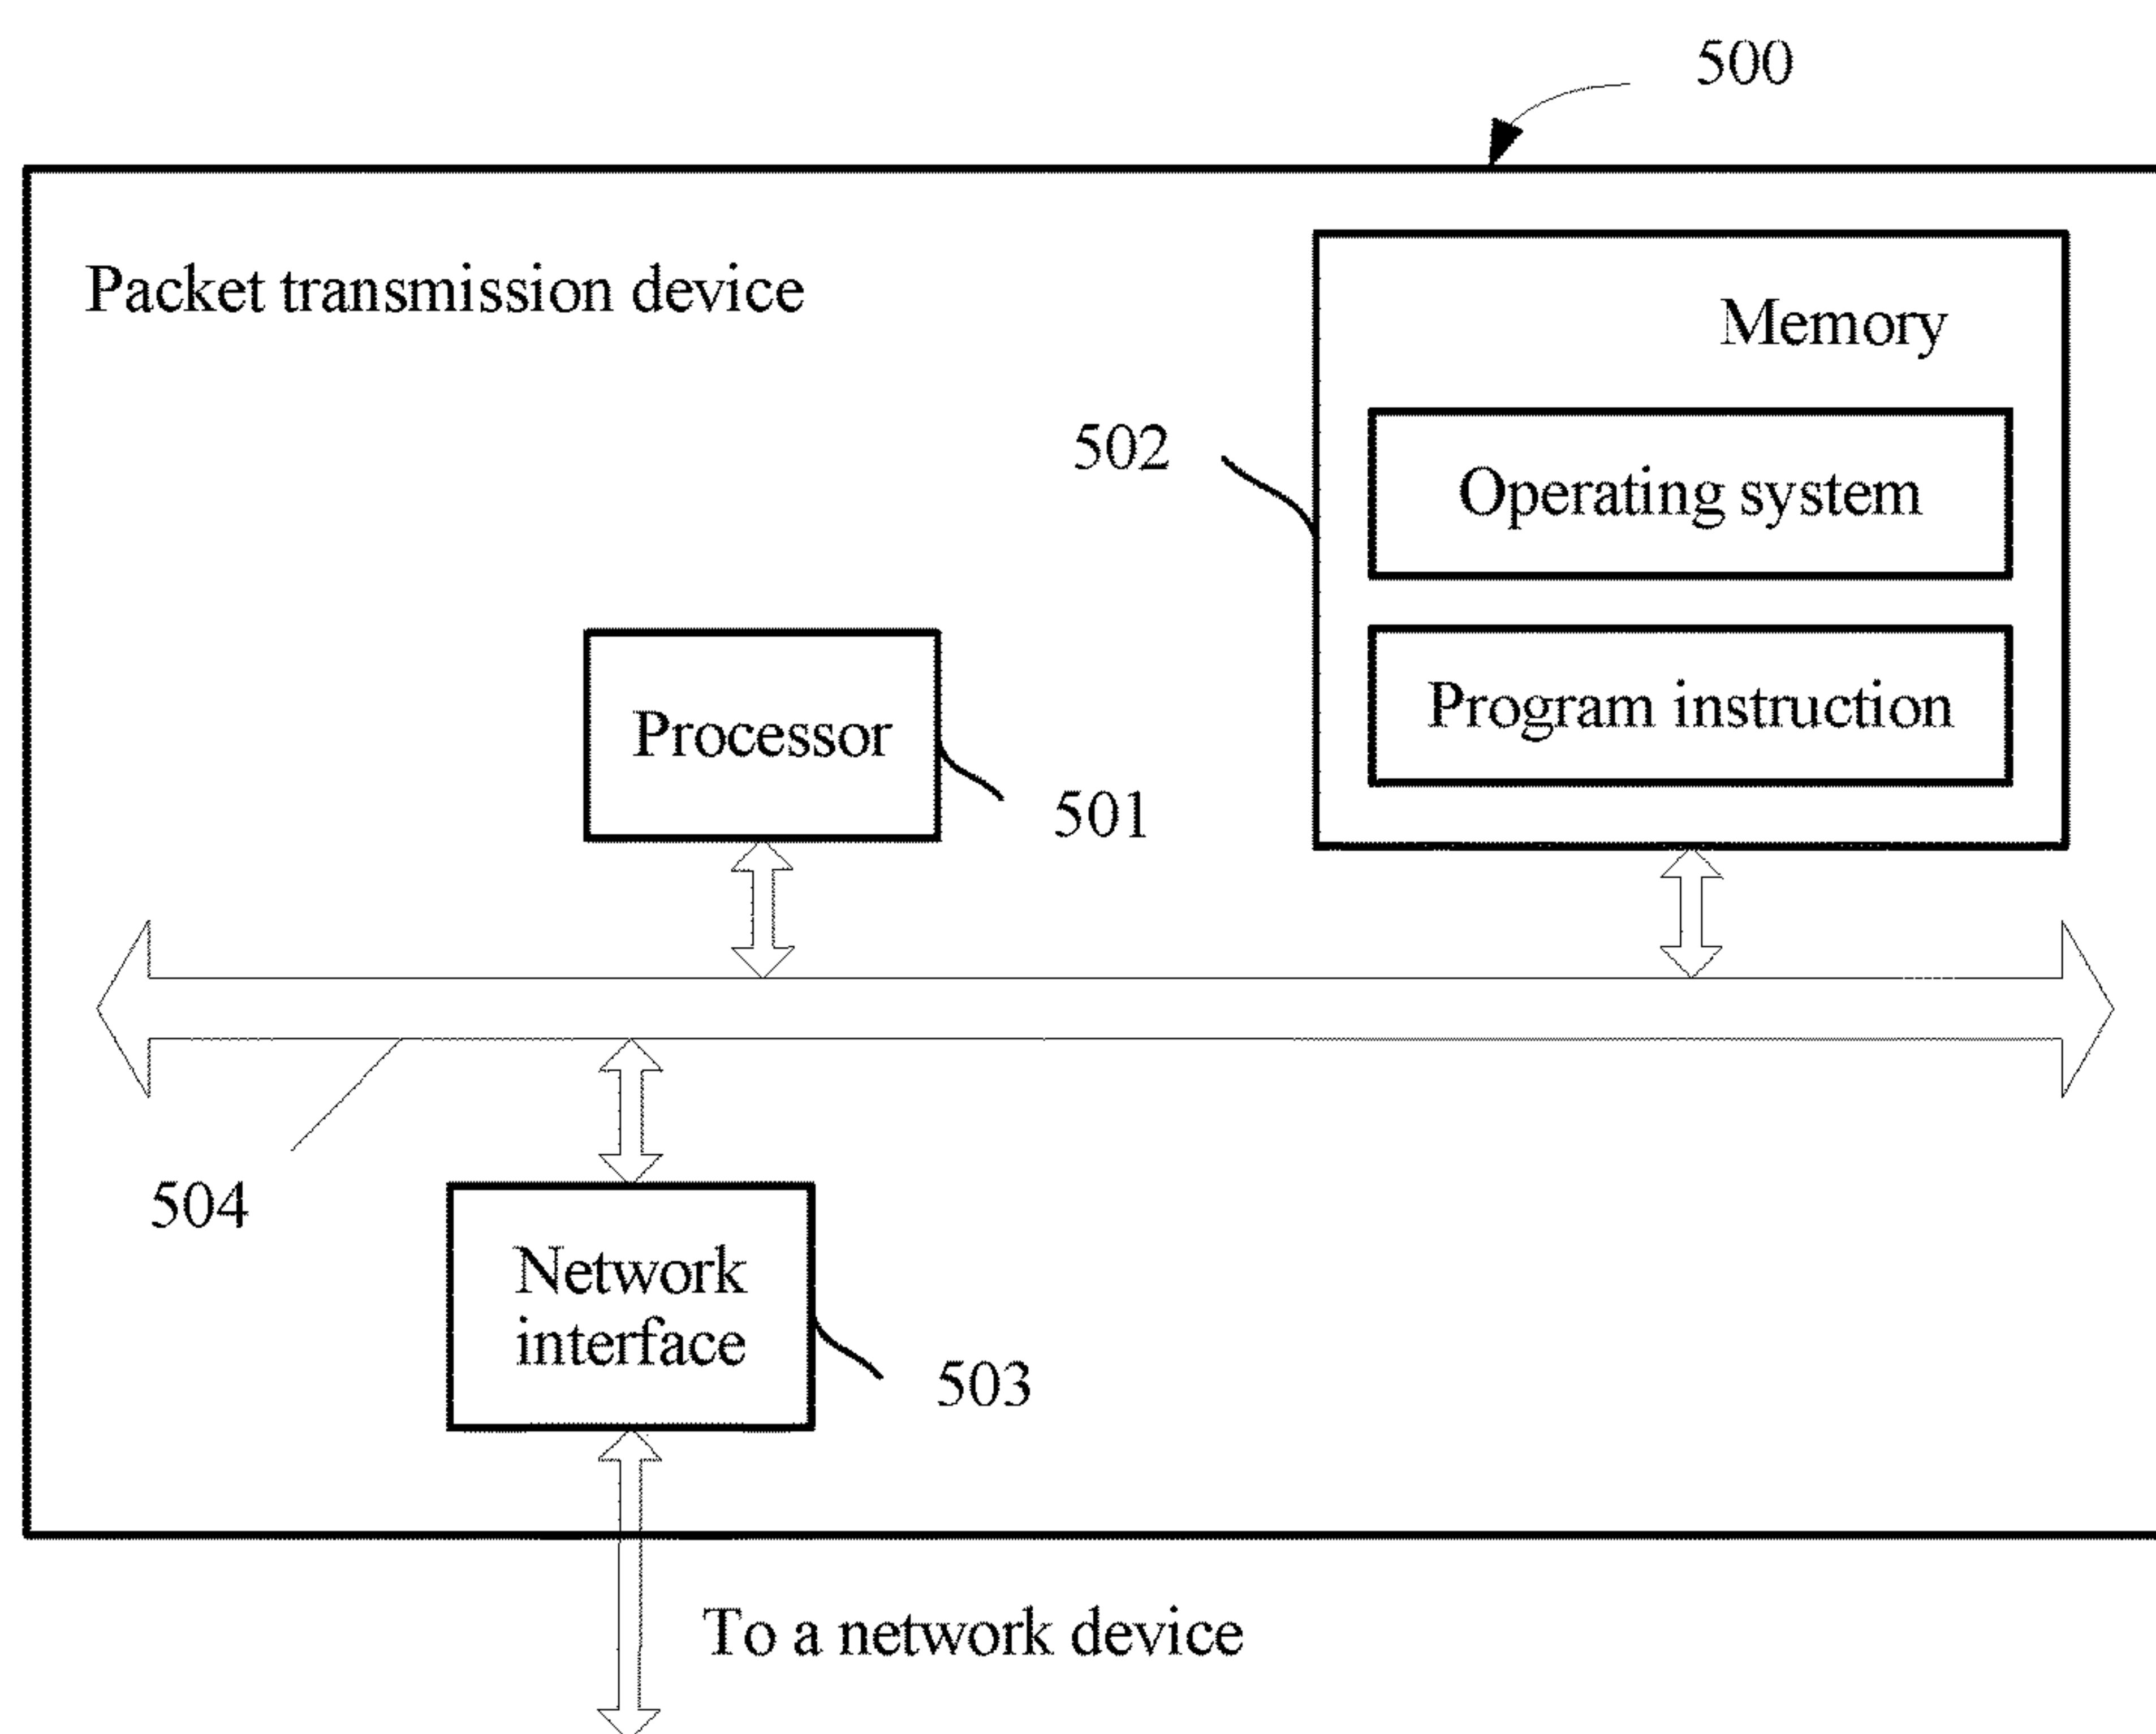 500
Packet transmission device
Memory
502
Operating system
Program instruction
Processor
501
504
Network
interface
503
To a network device